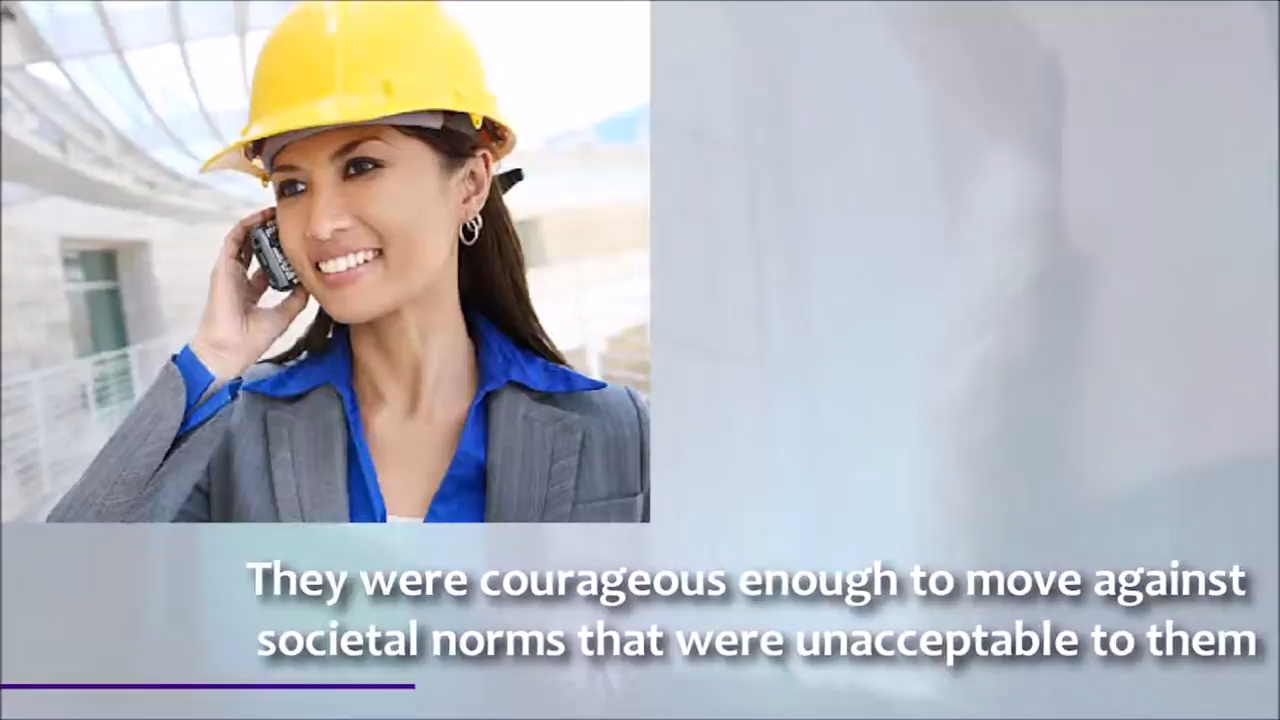 They were courageous enough to move against
societal norms that were unacceptable to them